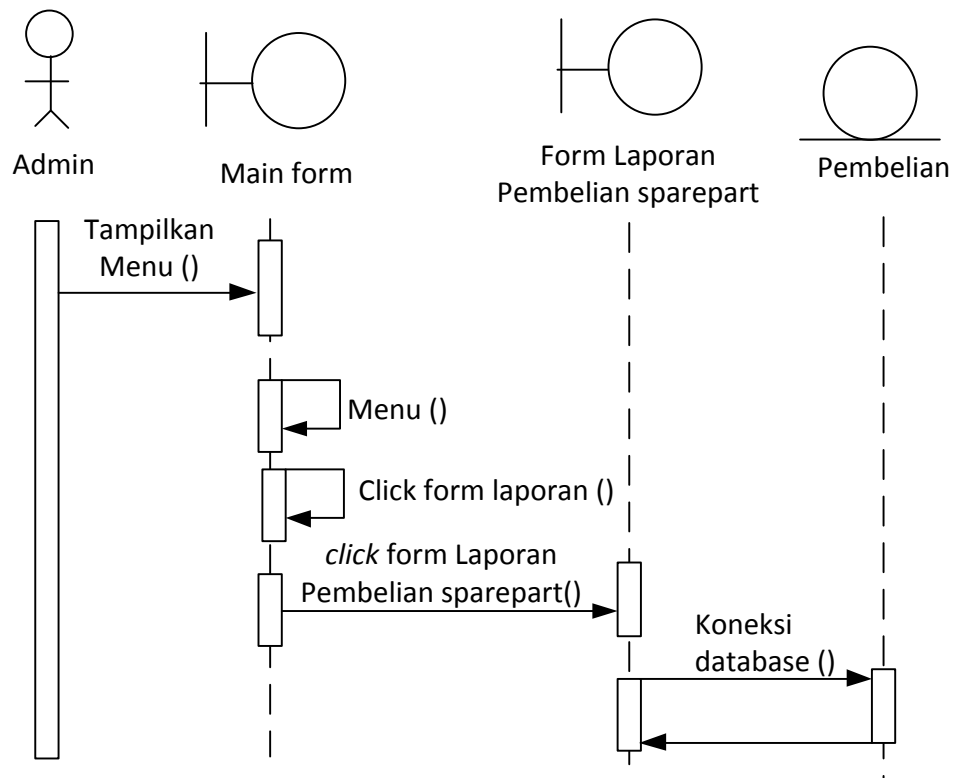 Admin
Main form
Form Laporan
Pembelian sparepart
Pembelian
Tampilkan
Menu ()
Menu ()
Click form laporan ()
click form Laporan
Pembelian sparepart()
Koneksi
database ()